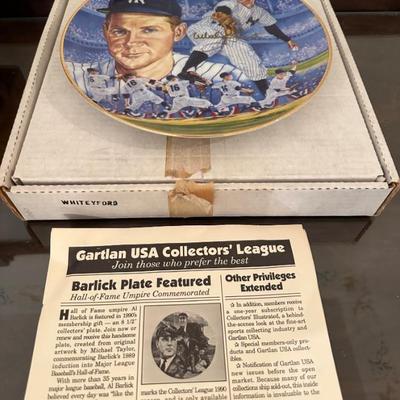 16
16
16
WHITEYFORD
Gartlan USA Collectors' League
Join those who prefer the best
Barlick Plate Featured
Hall-of-Fame Umpire Commemorated
Hall of Fame umpire Al
Barlick is featured in 1990's
membership gift — an 8 1/2"
collectors' plate. Join now or
renew and receive this handsome
plate, created from original
artwork by Michael Taylor,
commemorating Barlick's 1989
induction into Major League
Baseball's Hall-of-Fame.
With more than 35 years in
major league baseball, Al Barlick
believed every day was "like the
marks the Collectors' League 1990
season, and is only available
Other Privileges
Extended
☆ In addition, members receive
a one-year subscription to
Collectors' Illustrated, a behind-
the-scenes look at the fine-art
sports collecting industry and
Gartlan USA.
☆ Special members-only pro-
ducts and Gartlan USA collect-
ibles.
☆ Notification of Gartlan USA
new issues before the open
market. Because many of our
collections ship sold-out, this inside
information is invaluable